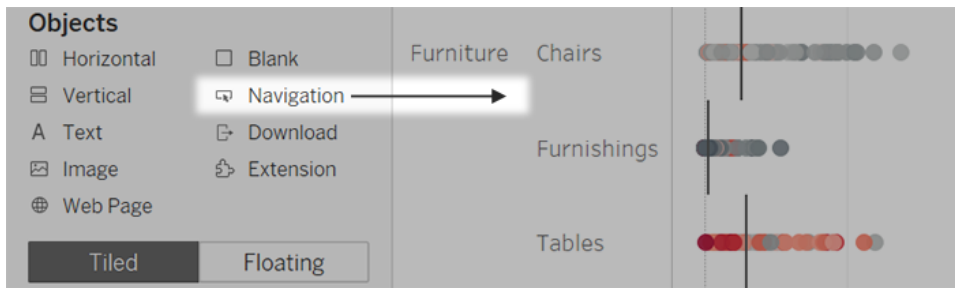 Objects
Horizontal
Blank
Vertical
Navigation
Text
Download
Image
Extension
Web Page
Tiled
Floating
Furniture
Chairs
Furnishings
Tables